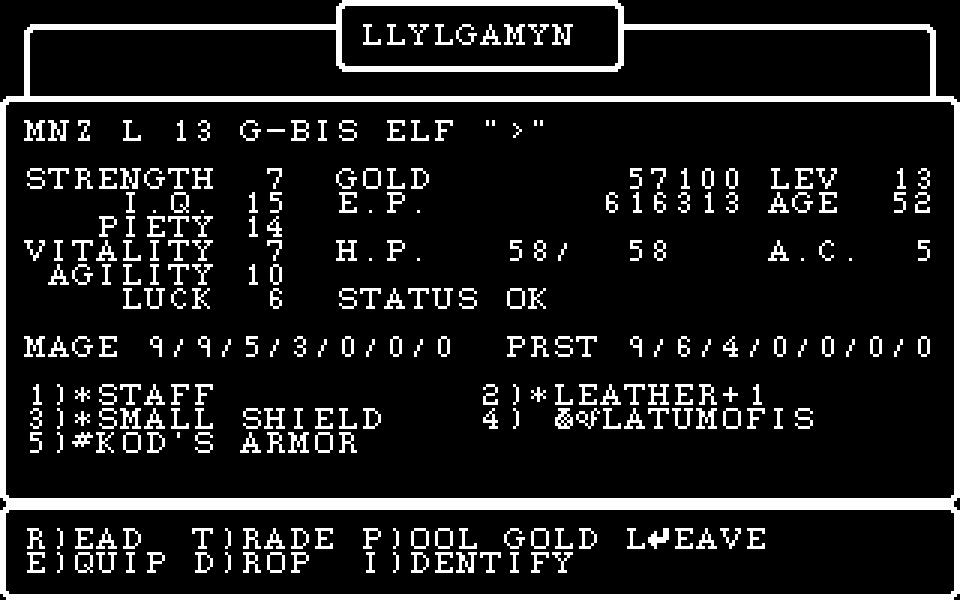 LLYLGAMYN
MNZ L 13 G-BIS ELF ">"
STRENGTH 7 GOLD 57100 LEV 13
I.Q. 15 E.P. 616313 AGE 52
PIETY 14
VITALITY 7 H.P. 58/ 58 A.C. 5
AGILITY 10
LUCK 6 STATUS OK
MAGE 9/9/5/3/0/0/0 PRST 9/6/4/0/0/0/0
1)*STAFF 2)*LEATHER+1
3)*SMALL SHIELD 4) LATUMOFIS
5)#KOD'S ARMOR
R)EAD T)RADE P)OOL GOLD L↵EAVE
E)QUIP D)ROP I)DENTIFY